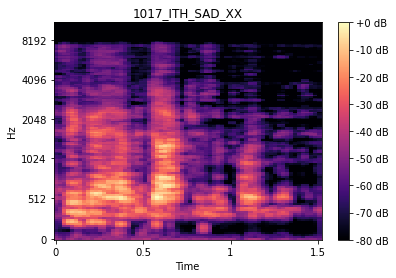 1017_ITH_SAD_XX
+0 dB
8192
-10 dB
4096
-20 dB
-30 dB
2048
Hz
-40 dB
1024
-50 dB
512
-60 dB
-70 dB
0
-80 dB
0
0.5
1
1.5
Time